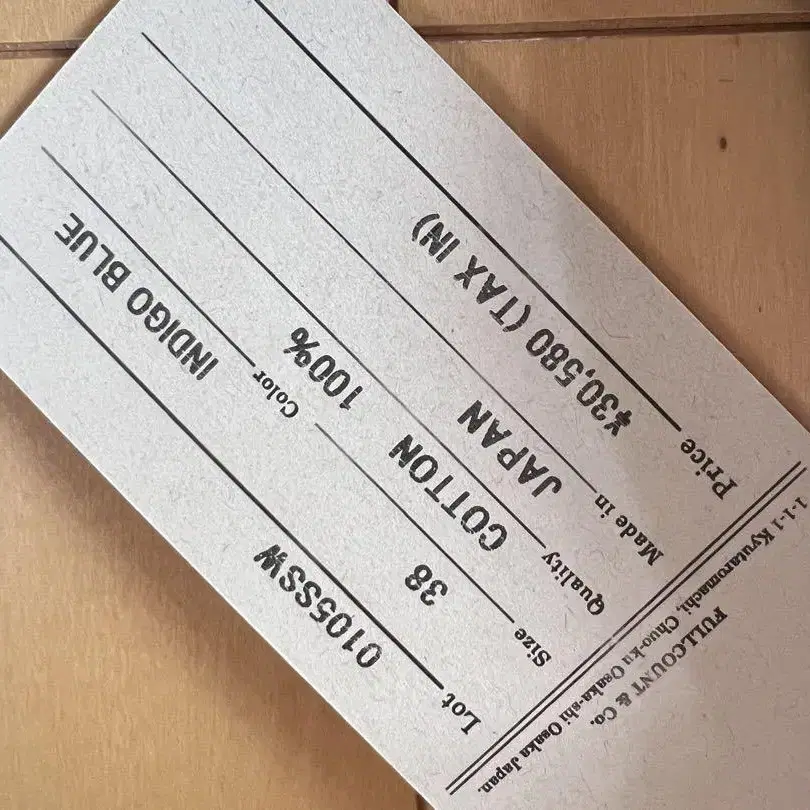 Lot 0105SSW
Size 38 Color INDIGO BLUE
Quality COTTON 100%
Made in JAPAN
Price ¥30,580 (TAX IN)
FULLCOUNT & Co.
1-1-1 Kyutaromachi, Chuo-ku Osaka-shi Osaka Japan.